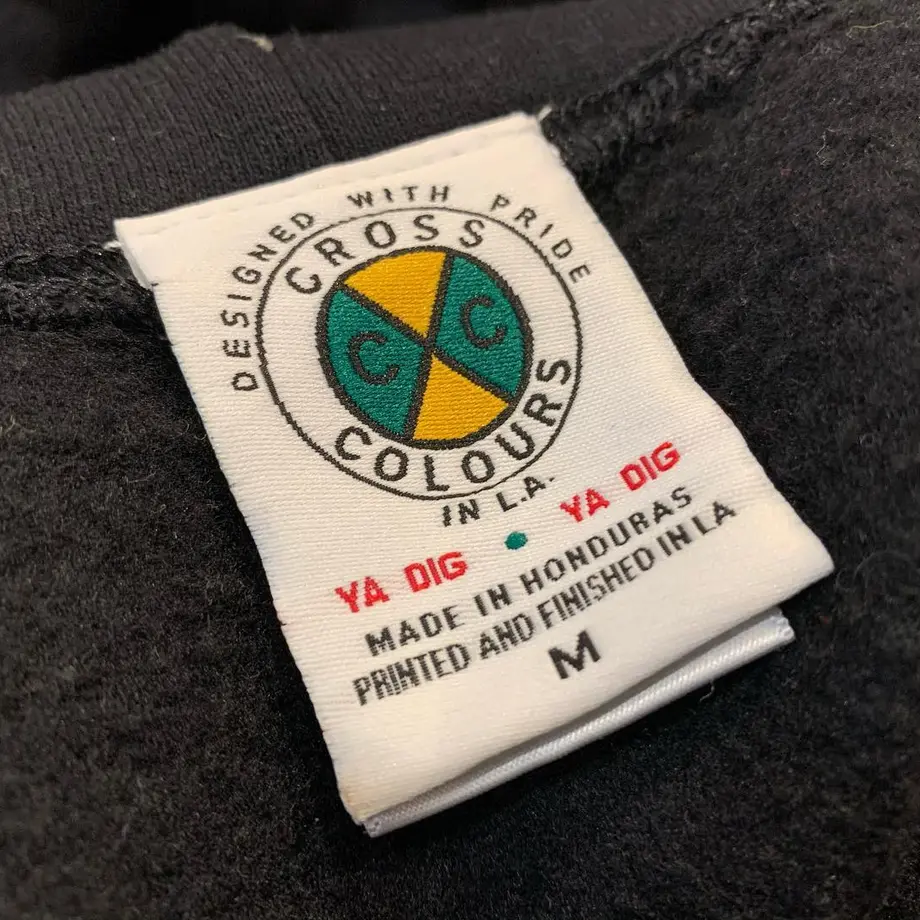 DESIGNED WITH PRIDE
CROSS
C C
COLOURS
IN L.A.
YA DIG • YA DIG
MADE IN HONDURAS
PRINTED AND FINISHED IN LA
M